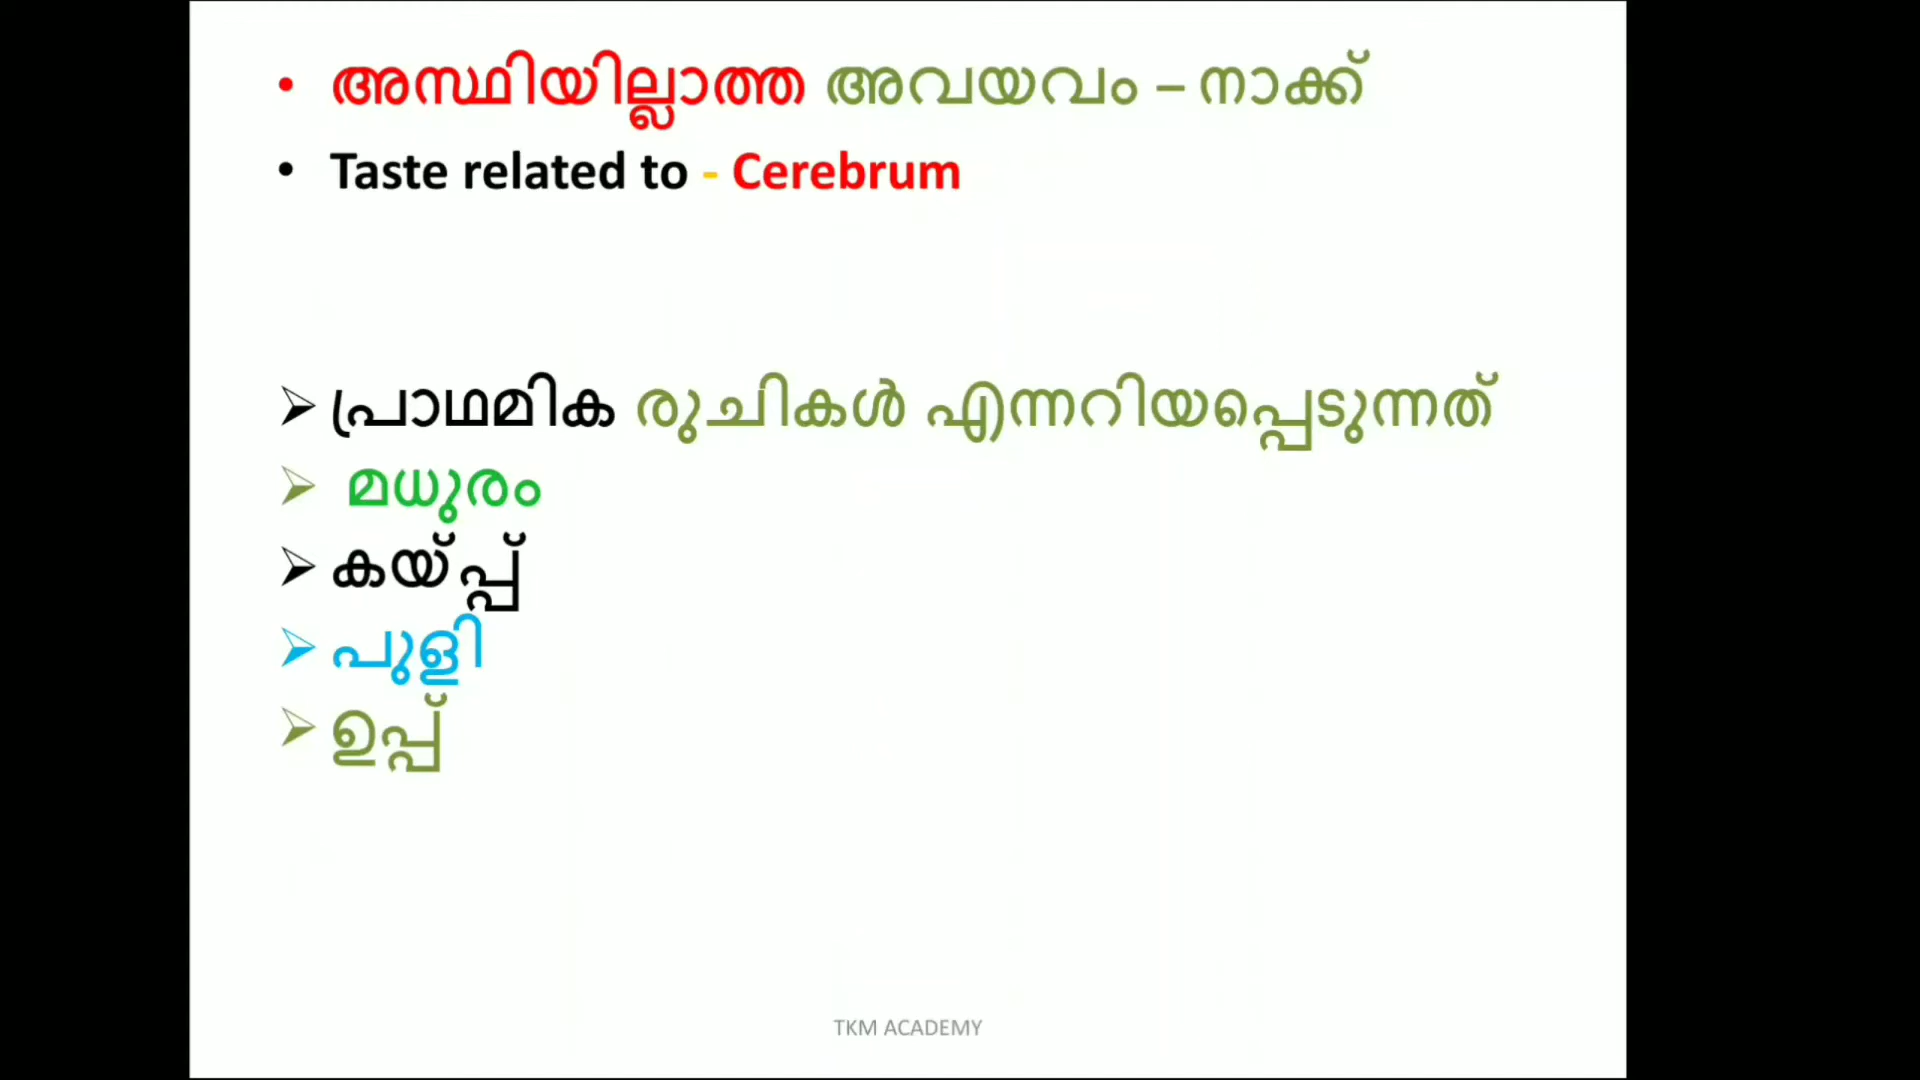 • അസ്ഥിയില്ലാത്ത അവയവം – നാക്ക്
• Taste related to - Cerebrum
➢ പ്രാഥമിക രുചികൾ എന്നറിയപ്പെടുന്നത്
➢ മധുരം
➢ കയ്പ്പ്
➢ പുളി
➢ ഉപ്പ്
TKM ACADEMY